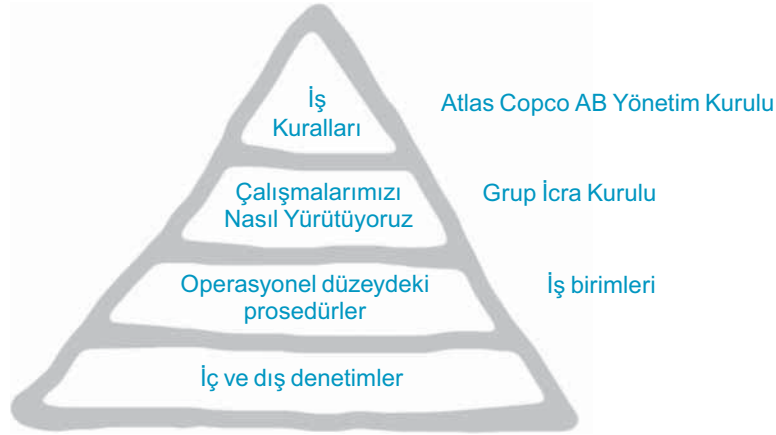 İş
Kuralları
Atlas Copco AB Yönetim Kurulu
Çalışmalarımızı
Nasıl Yürütüyoruz
Grup İcra Kurulu
Operasyonel düzeydeki
prosedürler
İş birimleri
İç ve dış denetimler